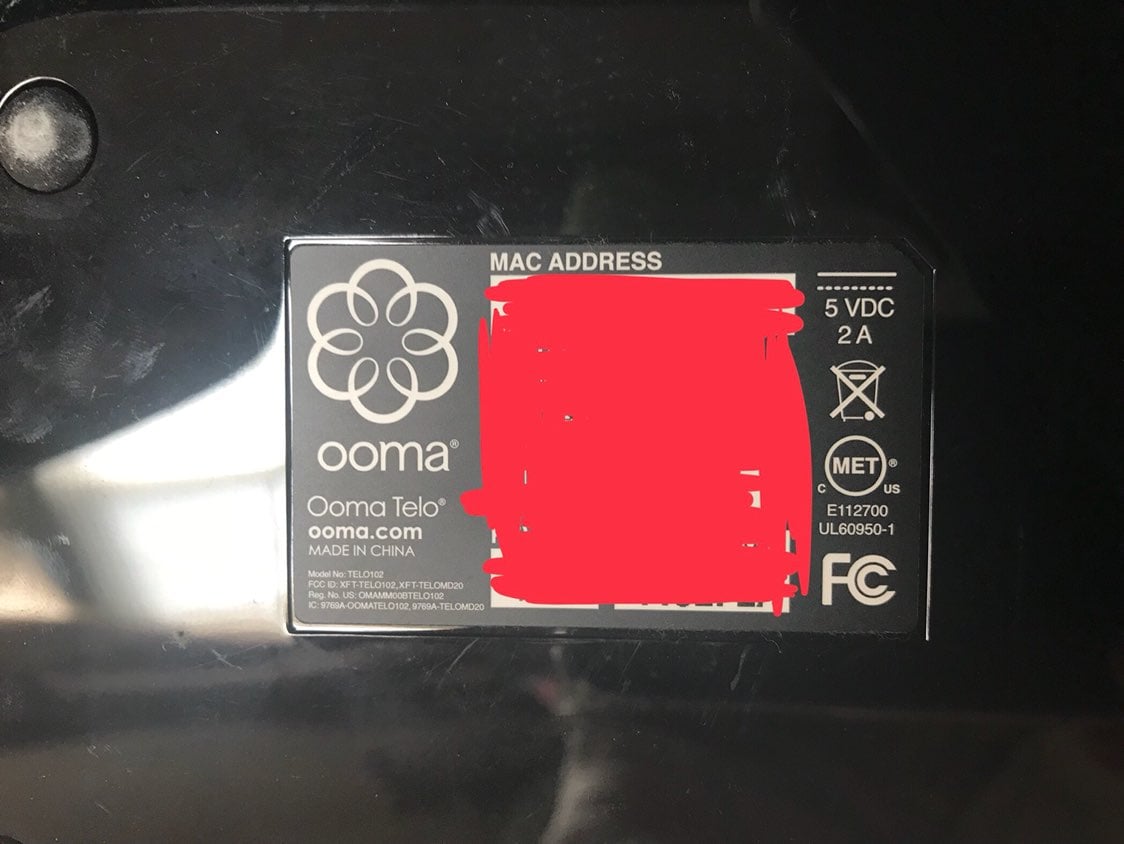 MAC ADDRESS
ooma®
Ooma Telo®
ooma.com
MADE IN CHINA
Model No: TELO102
FCC ID: XFT-TELO102, XFT-TELOMD20
Reg. No. US: OMAMM00BTELO102
IC: 9769A-OOMATELO102, 9769A-TELOMD20
5 VDC
2 A
MET®
C US
E112700
UL60950-1
FC